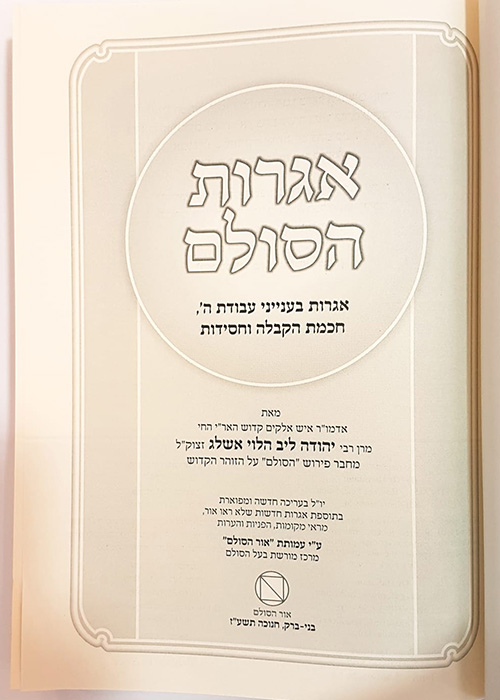 אגרות
הסולם
אגרות בענייני עבודת ה',
חכמת הקבלה וחסידות
מאת
אדמו"ר איש אלקים קדוש האר"י החי
מרן רבי יהודה ליב הלוי אשלג זצוק"ל
מחבר פירוש "הסולם" על הזוהר הקדוש
יו"ל בעריכה חדשה ומפוארת
בתוספת אגרות חדשות שלא ראו אור,
מראי מקומות, הפניות והערות
ע"י עמותת "אור הסולם"
מרכז מורשת בעל הסולם
אור הסולם
בני-ברק, חנוכה תשע"ז